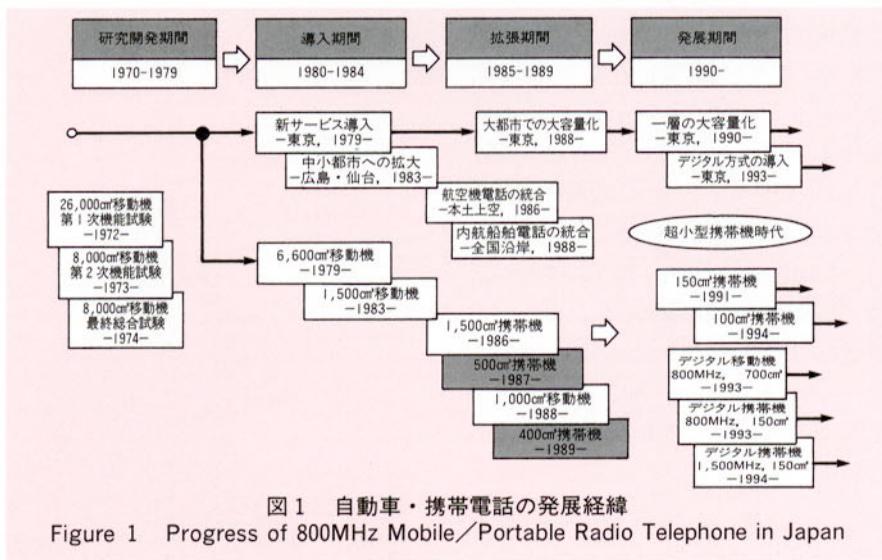 研究開発期間
1970-1979
導入期間
1980-1984
拡張期間
1985-1989
発展期間
1990-
新サービス導入
−東京，1979−
中小都市への拡大
−広島・仙台，1983−
大都市での大容量化
−東京，1988−
一層の大容量化
−東京，1990−
デジタル方式の導入
−東京，1993−
航空機電話の統合
−本土上空，1986−
内航船舶電話の統合
−全国沿岸，1988−
26,000cm³移動機
第1次機能試験
−1972−
8,000cm³移動機
第2次機能試験
−1973−
8,000cm³移動機
最終総合試験
−1974−
6,600cm³移動機
−1979−
1,500cm³移動機
−1983−
1,500cm³携帯機
−1986−
500cm³携帯機
−1987−
1,000cm³移動機
−1988−
400cm³携帯機
−1989−
超小型携帯機時代
150cm³携帯機
−1991−
100cm³携帯機
−1994−
デジタル移動機
800MHz，700cm³
−1993−
デジタル携帯機
800MHz，150cm³
−1993−
デジタル携帯機
1,500MHz，150cm³
−1994−
図1　自動車・携帯電話の発展経緯
Figure 1　Progress of 800MHz Mobile／Portable Radio Telephone in Japan